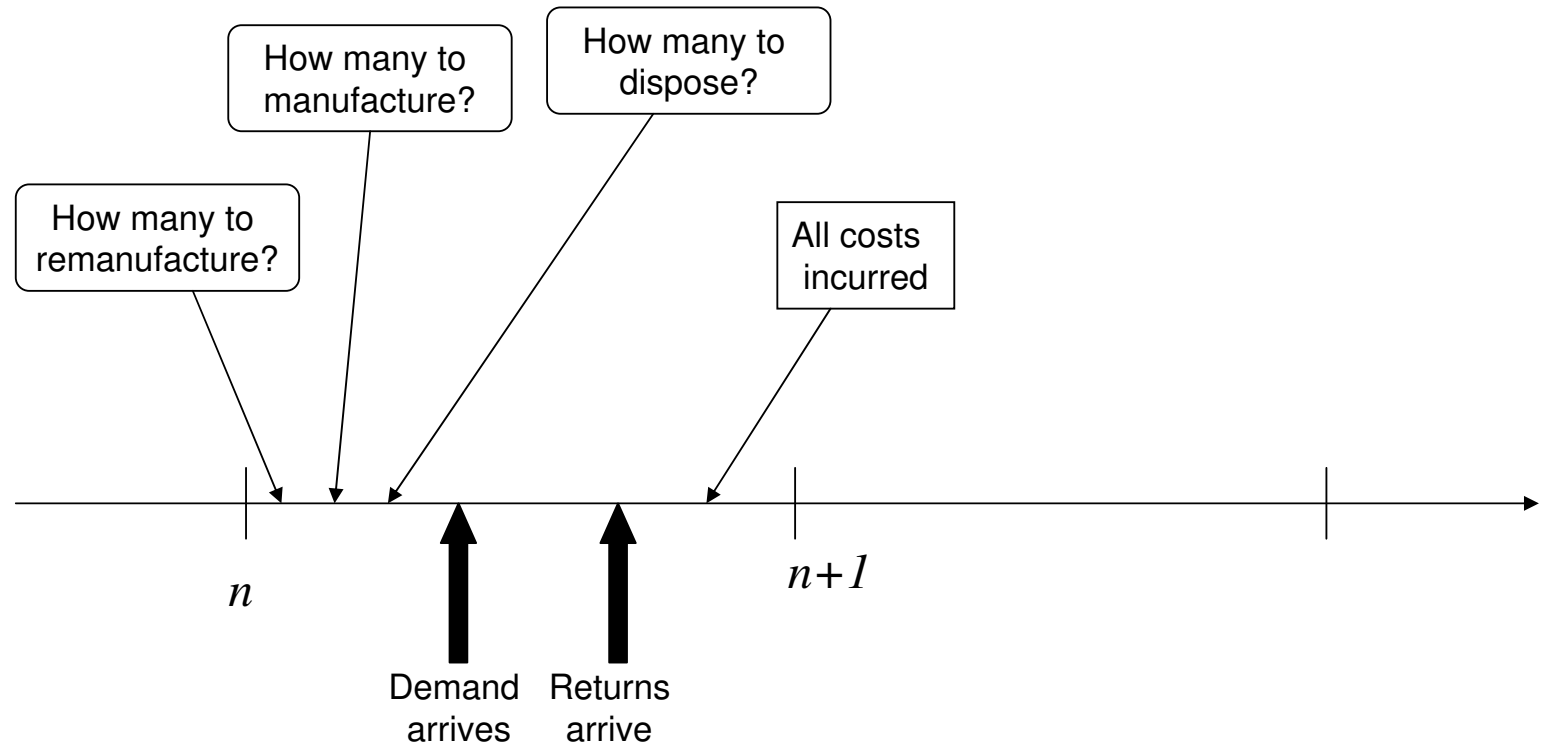 How many to
dispose?
How many to
manufacture?
How many to
remanufacture?
All costs
incurred
n
n+1
Demand
arrives
Returns
arrive